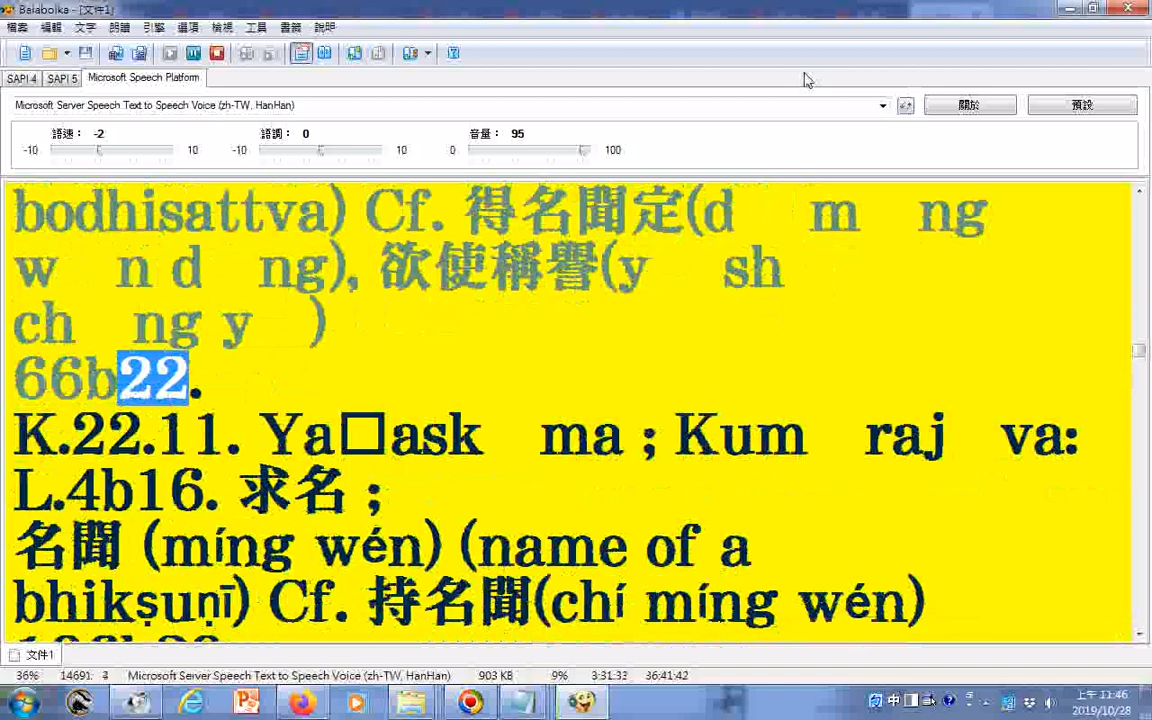 Balabolka - [文件1]
檔案 編輯 文字 朗讀 引擎 選項 檢視 工具 書籤 說明
SAPI 4 SAPI 5 Microsoft Speech Platform
Microsoft Server Speech Text to Speech Voice (zh-TW, HanHan) 關於 預設
語速： -2 語調： 0 音量： 95
-10 10 -10 10 0 100
bodhisattva) Cf. 得名聞定(d m ng
w n d ng), 欲使稱譽(y sh
ch ng y )
66b22.
K.22.11. Ya□ask ma ; Kum raj va:
L.4b16. 求名 ;
名聞 (míng wén) (name of a
bhikṣuṇī) Cf. 持名聞(chí míng wén)
文件1
36% Microsoft Server Speech Text to Speech Voice (zh-TW, HanHan) 903 KB 9% 3:31:33 36:41:42
中
上午 11:46
2019/10/28